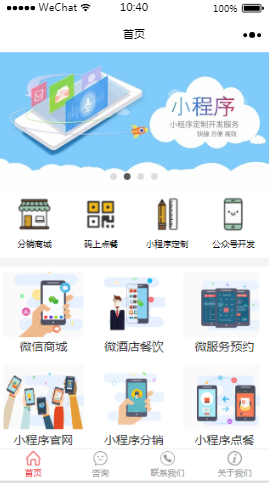 WeChat 10:40 100%
首页
小程序
小程序定制开发服务
快捷 方便 高效
分销商城 码上点餐 小程序定制 公众号开发
微信商城 微酒店餐饮 微服务预约
小程序官网 小程序分销 小程序点餐
首页 咨询 联系我们 关于我们